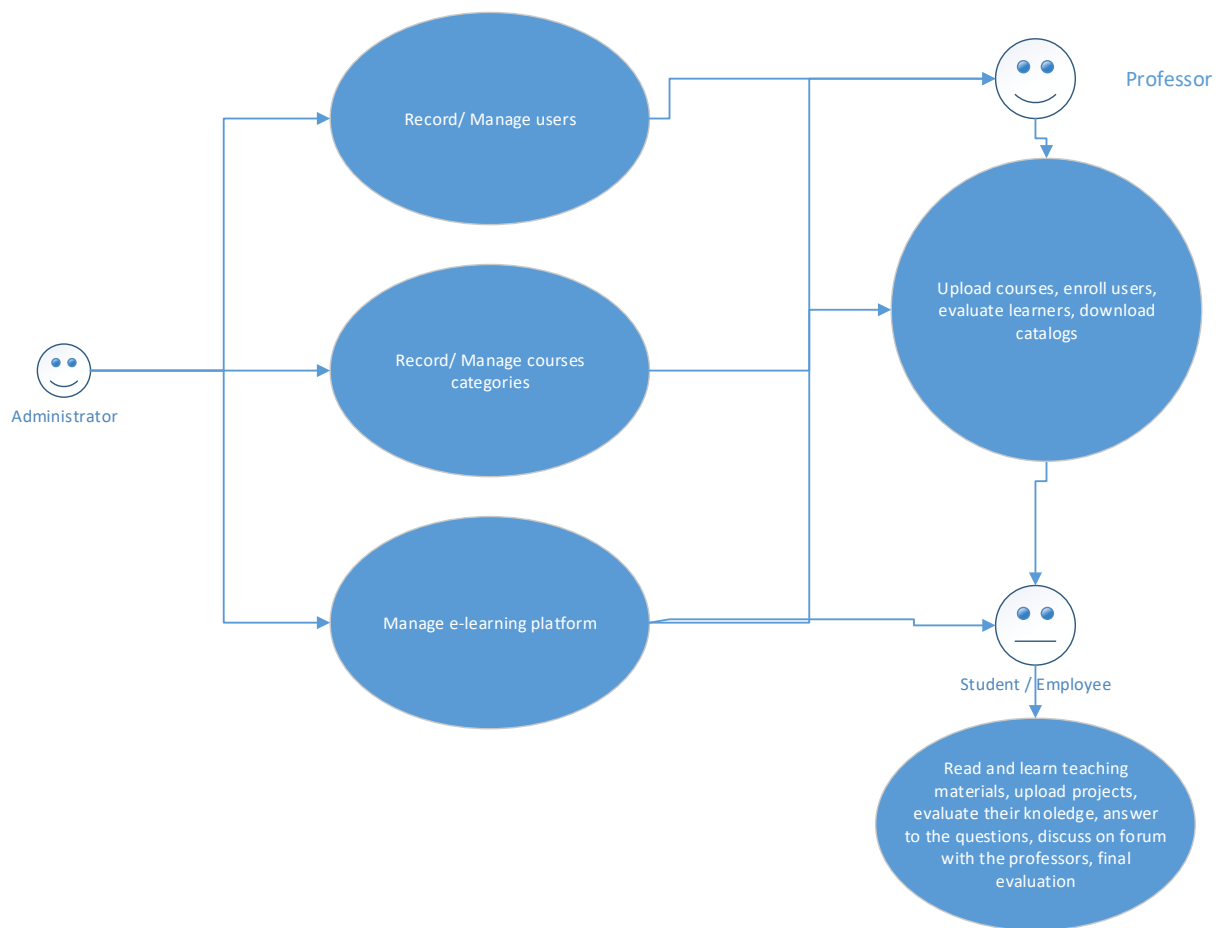 Record/ Manage users
Professor
Upload courses, enroll users,
evaluate learners, download
catalogs
Record/ Manage courses
categories
Administrator
Manage e-learning platform
Student / Employee
Read and learn teaching
materials, upload projects,
evaluate their knoledge, answer
to the questions, discuss on forum
with the professors, final
evaluation